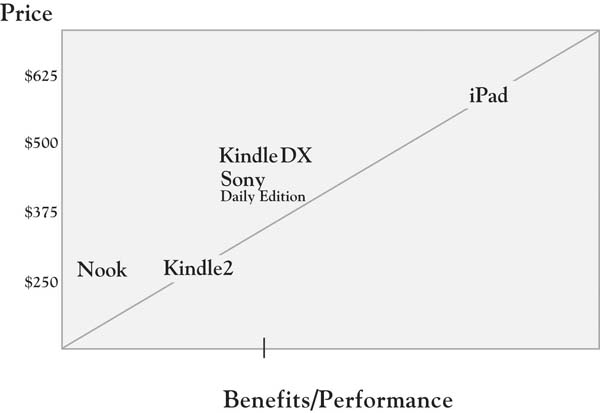 Price
$625
iPad
$500
Kindle DX
Sony
Daily Edition
$375
Nook
Kindle2
$250
Benefits/Performance